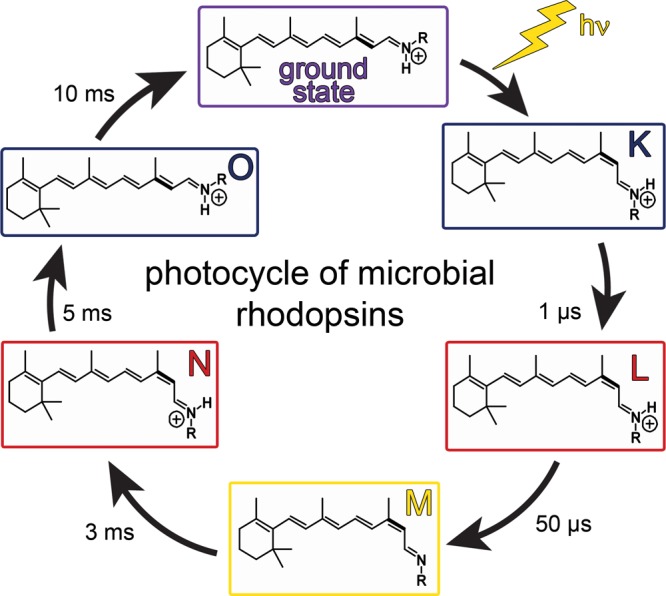 hν
R
N
H
+
ground
state
10 ms
K
H
N
+
R
O
R
N
H
+
photocycle of microbial
rhodopsins
1 µs
5 ms
N
H
N
+
R
L
H
N
+
R
M
N
R
3 ms
50 µs